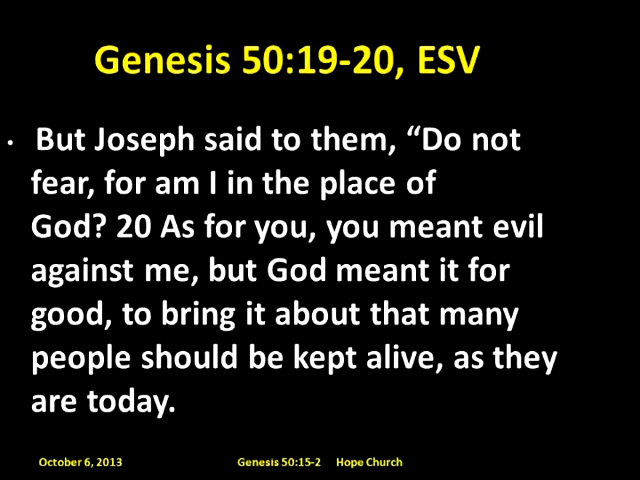 Genesis 50:19-20, ESV
• But Joseph said to them, “Do not
fear, for am I in the place of
God? 20 As for you, you meant evil
against me, but God meant it for
good, to bring it about that many
people should be kept alive, as they
are today.
October 6, 2013 Genesis 50:15-2 Hope Church